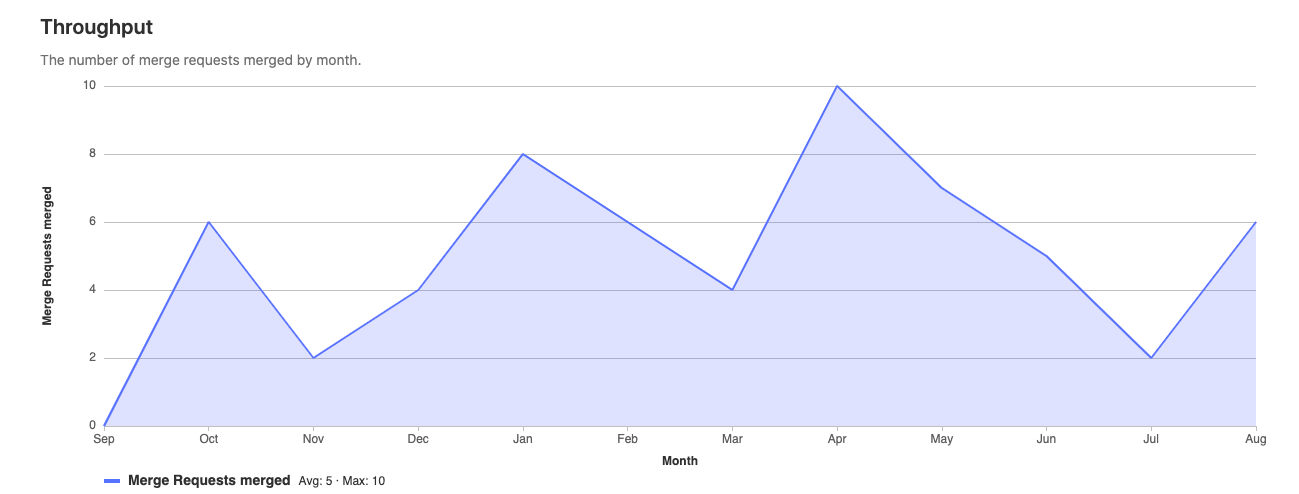 Throughput
The number of merge requests merged by month.
10
8
6
4
2
0
Merge Requests merged
Sep Oct Nov Dec Jan Feb Mar Apr May Jun Jul Aug
Month
Merge Requests merged Avg: 5 · Max: 10